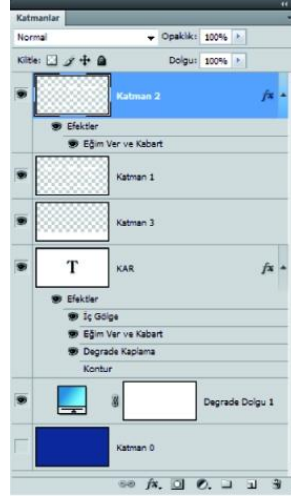 Katmanlar
Normal Opaklık: 100%
Kilitle: Dolgu: 100%
Katman 2 fx
Efektler
Eğim Ver ve Kabart
Katman 1
Katman 3
T KAR fx
Efektler
İç Gölge
Eğim Ver ve Kabart
Degrade Kaplama
Kontur
Degrade Dolgu 1
Katman 0
fx.